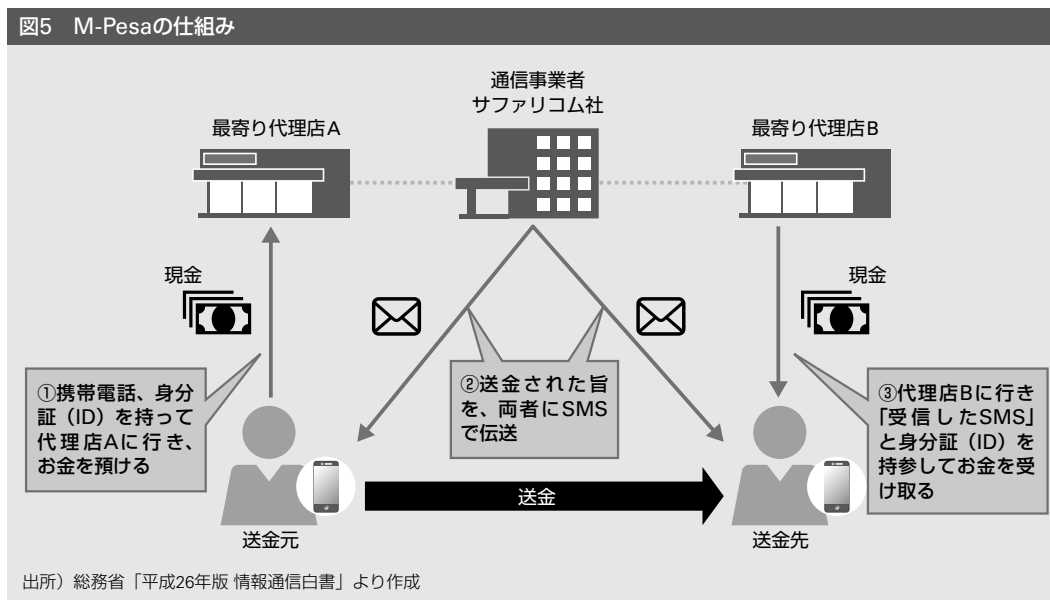 図5　M-Pesaの仕組み
通信事業者
サファリコム社
最寄り代理店A
最寄り代理店B
現金
現金
①携帯電話、身分
証（ID）を持って
代理店Aに行き、
お金を預ける
②送金された旨
を、両者にSMS
で伝送
③代理店Bに行き
「受信したSMS」
と身分証（ID）を
持参してお金を受
け取る
送金
送金元
送金先
出所）総務省「平成26年版 情報通信白書」より作成